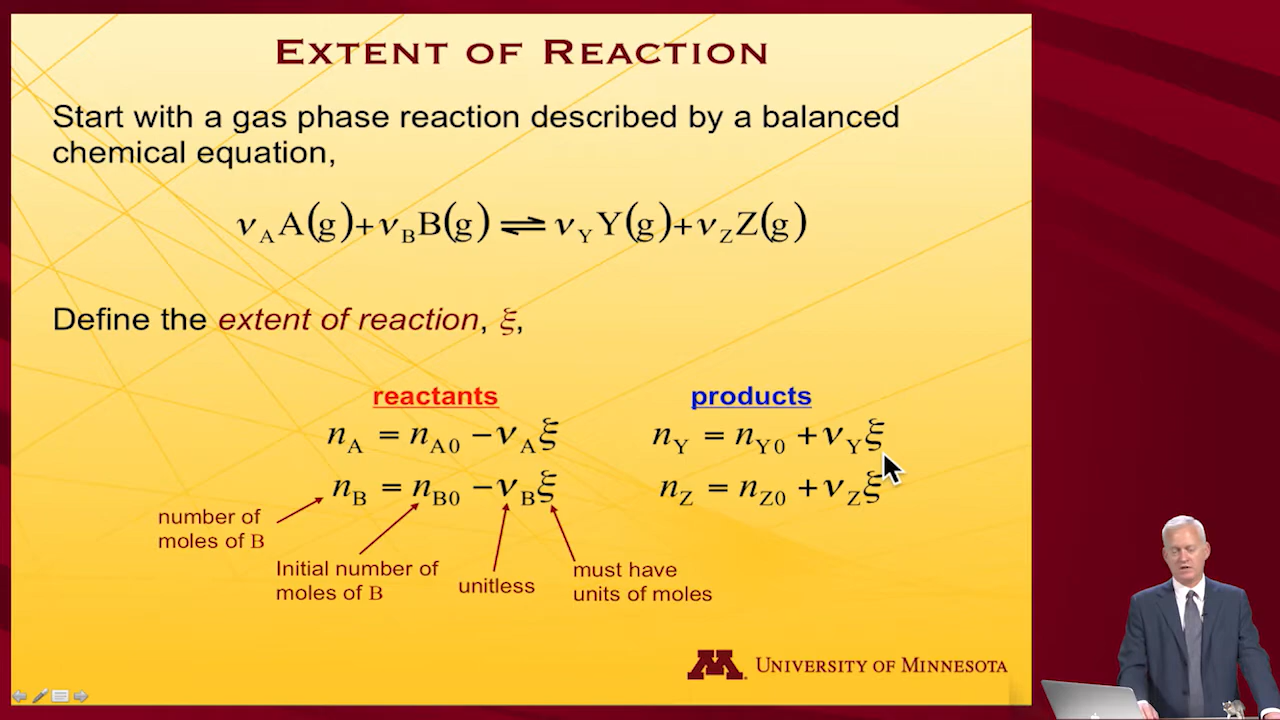 EXTENT OF REACTION
Start with a gas phase reaction described by a balanced
chemical equation,
ν_A A(g)+ν_B B(g) ⇌ ν_Y Y(g)+ν_Z Z(g)
Define the extent of reaction, ξ,
reactants
n_A = n_A0 −ν_A ξ
n_B = n_B0 −ν_B ξ
products
n_Y = n_Y0 +ν_Y ξ
n_Z = n_Z0 +ν_Z ξ
number of
moles of B
Initial number of
moles of B
unitless
must have
units of moles
M UNIVERSITY OF MINNESOTA